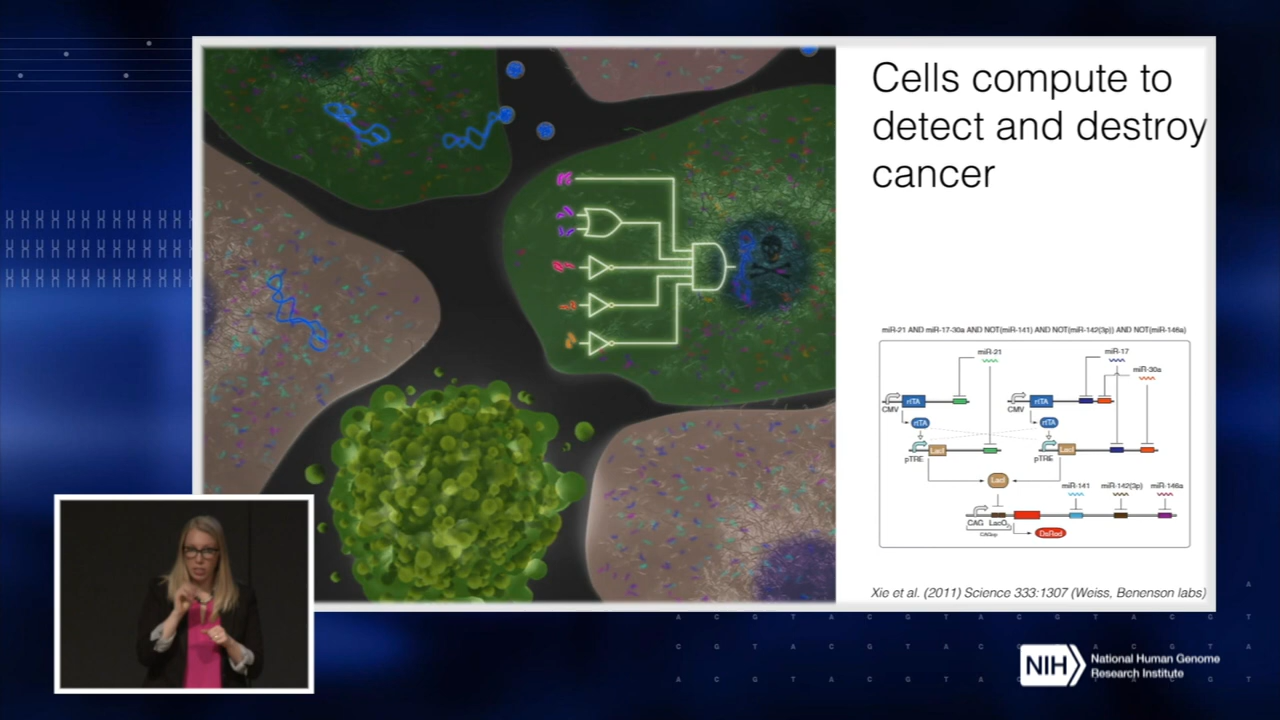 Cells compute to
detect and destroy
cancer
miR-21 AND miR-17-30a AND NOT(miR-141) AND NOT(miR-142(3p)) AND NOT(miR-146a)
miR-21
miR-17
miR-30a
rtTA
rtTA
CMV
CMV
rtTA
rtTA
LacI
LacI
pTRE
pTRE
LacI
miR-141
miR-142(3p)
miR-146a
CAG
LacO
CAGop
DsRed
Xie et al. (2011) Science 333:1307 (Weiss, Benenson labs)
A
A C G T A C G T A C G T A C G T
C G T A C G T A C
A
A C G T A C G T A
NIH
National Human Genome
Research Institute